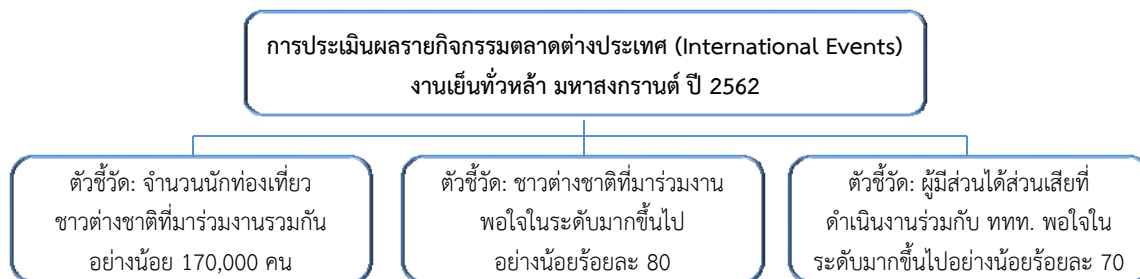 การประเมินผลรายกิจกรรมตลาดต่างประเทศ (International Events)
งานเย็นทั่วหล้า มหาสงกรานต์ ปี 2562
ตัวชี้วัด: จำนวนนักท่องเที่ยว
ชาวต่างชาติที่มาร่วมงานรวมกัน
อย่างน้อย 170,000 คน
ตัวชี้วัด: ชาวต่างชาติที่มาร่วมงาน
พอใจในระดับมากขึ้นไป
อย่างน้อยร้อยละ 80
ตัวชี้วัด: ผู้มีส่วนได้ส่วนเสียที่
ดำเนินงานร่วมกับ ททท. พอใจใน
ระดับมากขึ้นไปอย่างน้อยร้อยละ 70